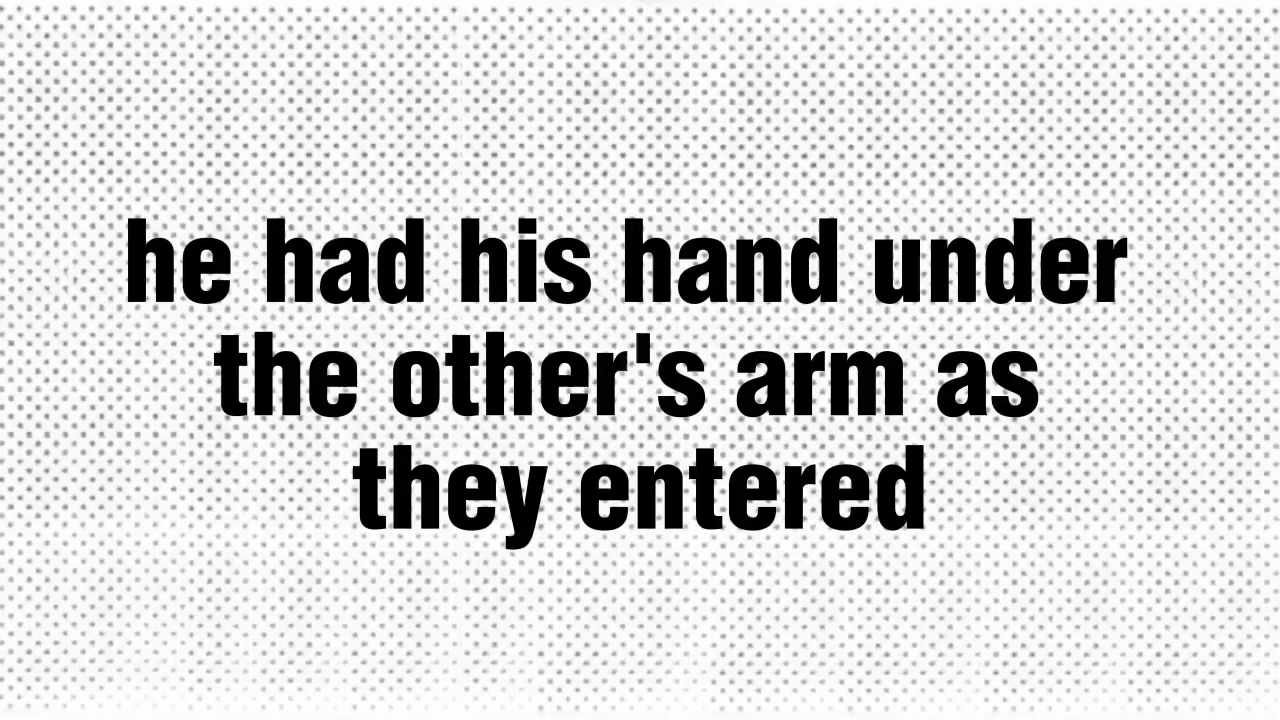 he had his hand under
the other's arm as
they entered